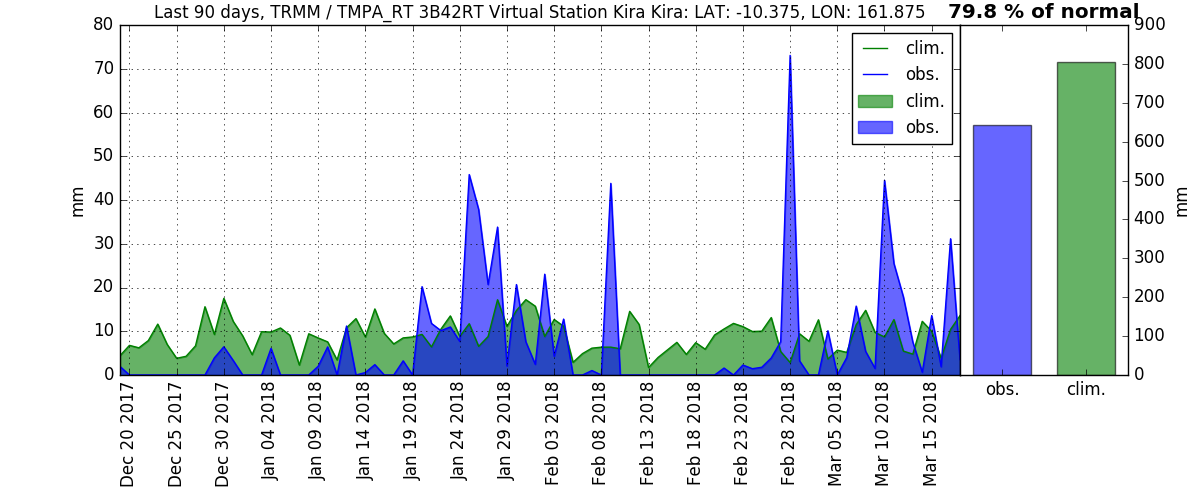 Last 90 days, TRMM / TMPA_RT 3B42RT Virtual Station Kira Kira: LAT: -10.375, LON: 161.875
79.8 % of normal
80
70
60
50
40
30
20
10
0
mm
clim.
obs.
clim.
obs.
900
800
700
600
500
400
300
200
100
0
mm
obs.
clim.
Dec 20 2017
Dec 25 2017
Dec 30 2017
Jan 04 2018
Jan 09 2018
Jan 14 2018
Jan 19 2018
Jan 24 2018
Jan 29 2018
Feb 03 2018
Feb 08 2018
Feb 13 2018
Feb 18 2018
Feb 23 2018
Feb 28 2018
Mar 05 2018
Mar 10 2018
Mar 15 2018